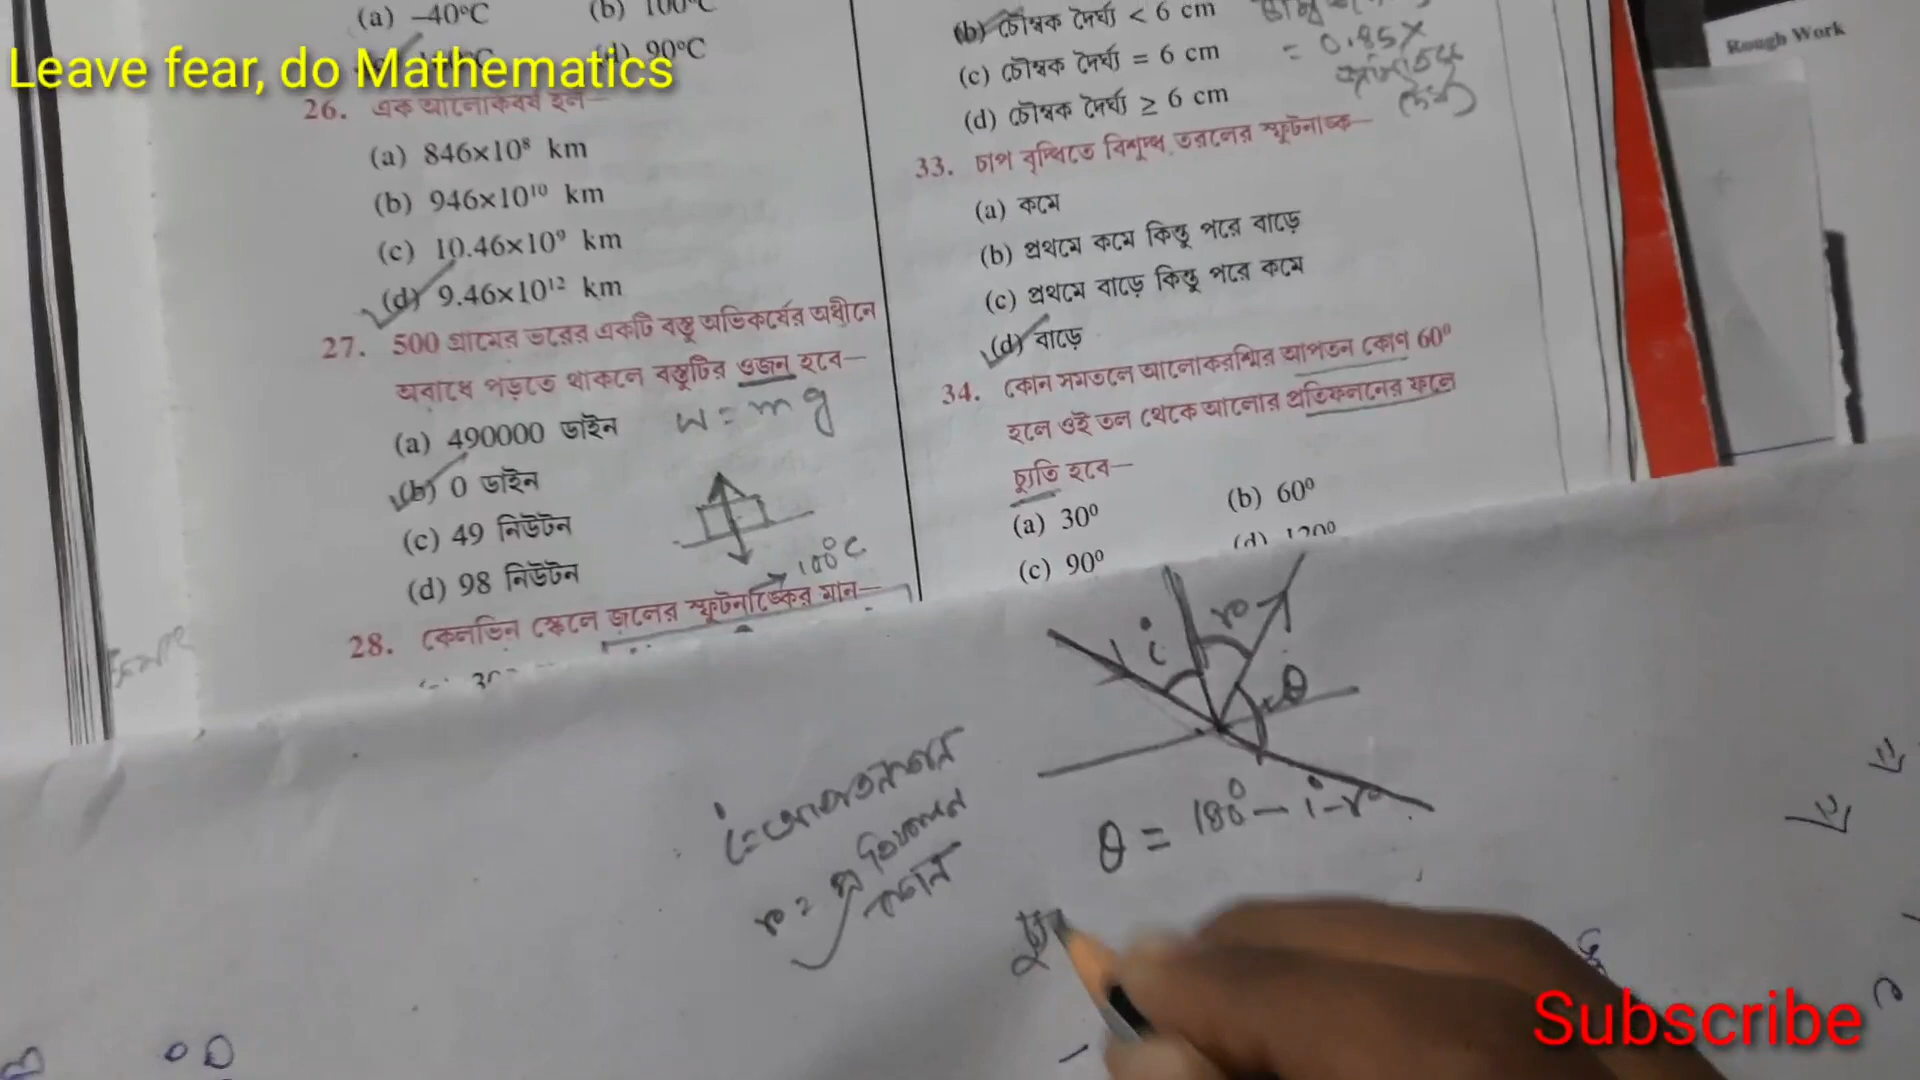 (a) –40°C (b) 100°C
(d) 90°C
Leave fear, do Mathematics
26. এক আলোকবর্ষ হল—
(a) 846×10⁸ km
(b) 946×10¹⁰ km
(c) 10.46×10⁹ km
(d) 9.46×10¹² km
27. 500 গ্রামের ভরের একটি বস্তু অভিকর্ষের অধীনে
অবাধে পড়তে থাকলে বস্তুটির ওজন হবে—
(a) 490000 ডাইন
W = mg
(b) 0 ডাইন
(c) 49 নিউটন
(d) 98 নিউটন
100°C
28. কেলভিন স্কেলে জলের স্ফুটনাঙ্কের মান—
(b) চৌম্বক দৈর্ঘ্য < 6 cm
(c) চৌম্বক দৈর্ঘ্য = 6 cm
(d) চৌম্বক দৈর্ঘ্য ≥ 6 cm
= 0.85×
Rough Work
33. চাপ বৃদ্ধিতে বিশুদ্ধ তরলের স্ফুটনাঙ্ক—
(a) কমে
(b) প্রথমে কমে কিন্তু পরে বাড়ে
(c) প্রথমে বাড়ে কিন্তু পরে কমে
(d) বাড়ে
34. কোন সমতলে আলোকরশ্মির আপতন কোণ 60°
হলে ওই তল থেকে আলোর প্রতিফলনের ফলে
চ্যুতি হবে—
(a) 30° (b) 60°
(c) 90° (d) 120°
i r
θ
i = আপতন কোন
r = প্রতিফলন
কোন
θ = 180° – i – r
Subscribe